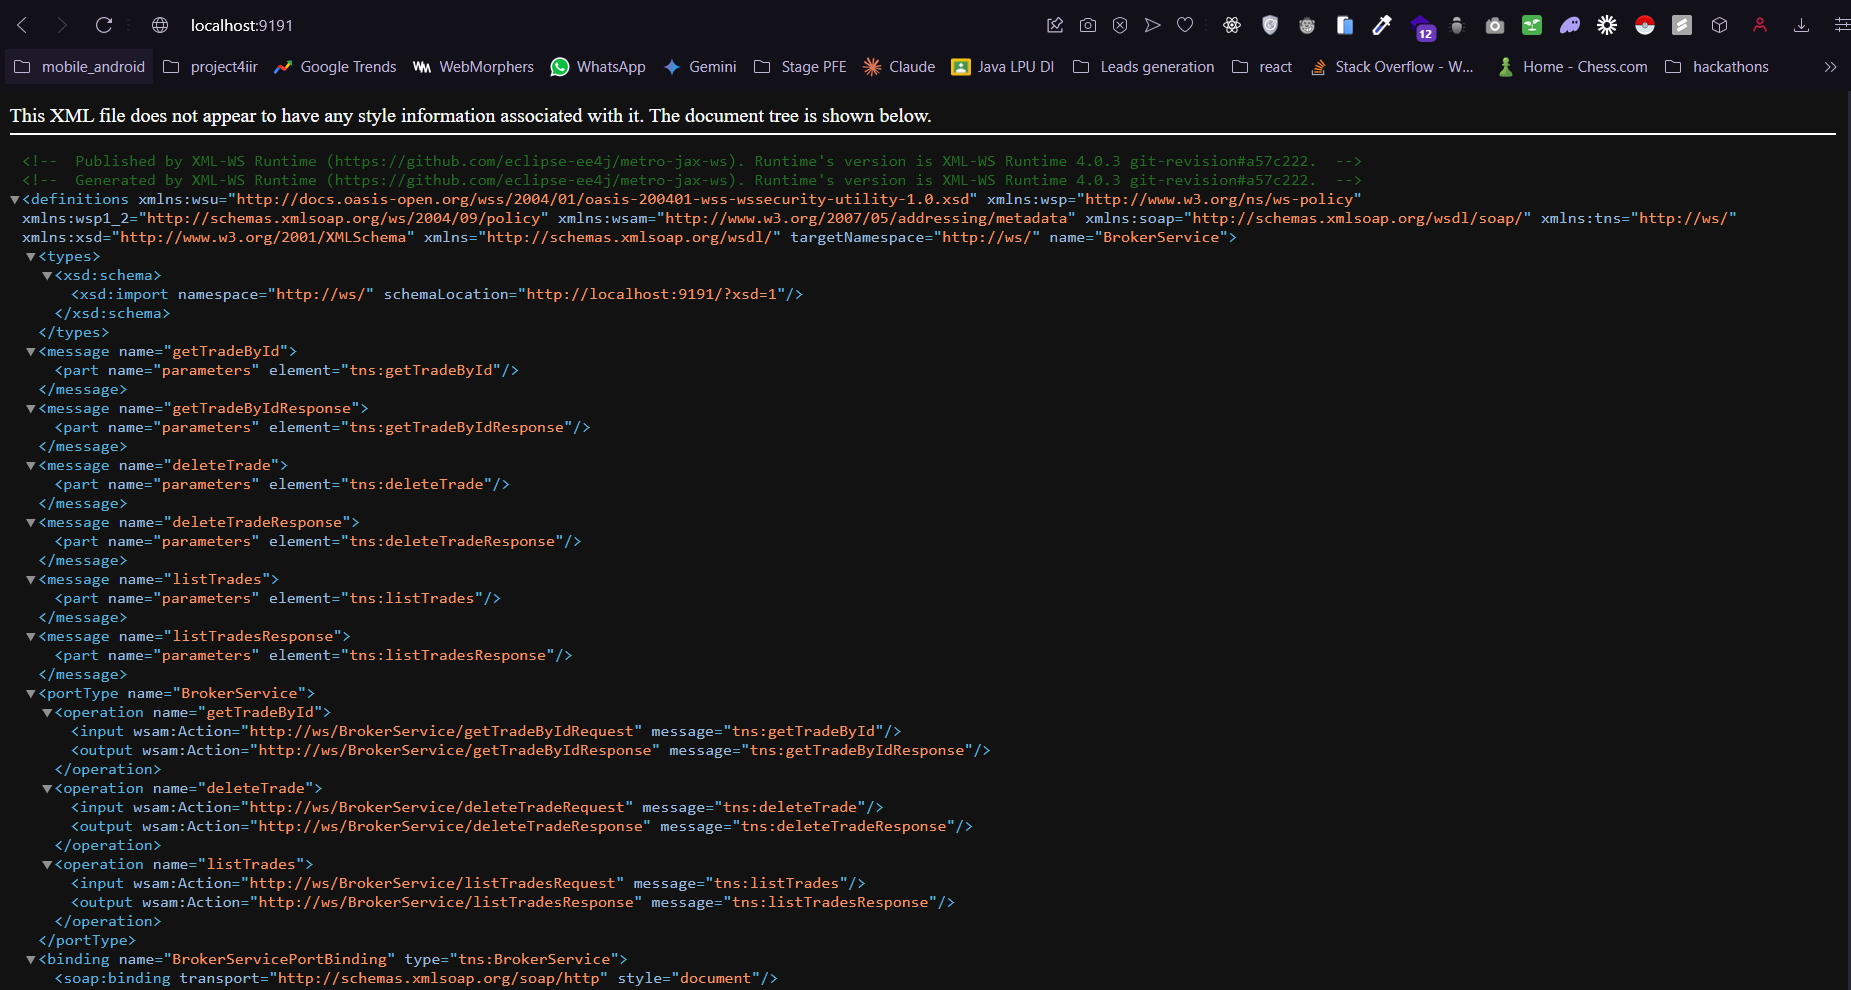 localhost:9191
12
mobile_android project4iir Google Trends WebMorphers WhatsApp Gemini Stage PFE Claude Java LPU DI Leads generation react Stack Overflow - W... Home - Chess.com hackathons
This XML file does not appear to have any style information associated with it. The document tree is shown below.
<!-- Published by XML-WS Runtime (https://github.com/eclipse-ee4j/metro-jax-ws). Runtime's version is XML-WS Runtime 4.0.3 git-revision#a57c222. -->
<!-- Generated by XML-WS Runtime (https://github.com/eclipse-ee4j/metro-jax-ws). Runtime's version is XML-WS Runtime 4.0.3 git-revision#a57c222. -->
<definitions xmlns:wsu="http://docs.oasis-open.org/wss/2004/01/oasis-200401-wss-wssecurity-utility-1.0.xsd" xmlns:wsp="http://www.w3.org/ns/ws-policy"
xmlns:wsp1_2="http://schemas.xmlsoap.org/ws/2004/09/policy" xmlns:wsam="http://www.w3.org/2007/05/addressing/metadata" xmlns:soap="http://schemas.xmlsoap.org/wsdl/soap/" xmlns:tns="http://ws/"
xmlns:xsd="http://www.w3.org/2001/XMLSchema" xmlns="http://schemas.xmlsoap.org/wsdl/" targetNamespace="http://ws/" name="BrokerService">
<types>
<xsd:schema>
<xsd:import namespace="http://ws/" schemaLocation="http://localhost:9191/?xsd=1"/>
</xsd:schema>
</types>
<message name="getTradeById">
<part name="parameters" element="tns:getTradeById"/>
</message>
<message name="getTradeByIdResponse">
<part name="parameters" element="tns:getTradeByIdResponse"/>
</message>
<message name="deleteTrade">
<part name="parameters" element="tns:deleteTrade"/>
</message>
<message name="deleteTradeResponse">
<part name="parameters" element="tns:deleteTradeResponse"/>
</message>
<message name="listTrades">
<part name="parameters" element="tns:listTrades"/>
</message>
<message name="listTradesResponse">
<part name="parameters" element="tns:listTradesResponse"/>
</message>
<portType name="BrokerService">
<operation name="getTradeById">
<input wsam:Action="http://ws/BrokerService/getTradeByIdRequest" message="tns:getTradeById"/>
<output wsam:Action="http://ws/BrokerService/getTradeByIdResponse" message="tns:getTradeByIdResponse"/>
</operation>
<operation name="deleteTrade">
<input wsam:Action="http://ws/BrokerService/deleteTradeRequest" message="tns:deleteTrade"/>
<output wsam:Action="http://ws/BrokerService/deleteTradeResponse" message="tns:deleteTradeResponse"/>
</operation>
<operation name="listTrades">
<input wsam:Action="http://ws/BrokerService/listTradesRequest" message="tns:listTrades"/>
<output wsam:Action="http://ws/BrokerService/listTradesResponse" message="tns:listTradesResponse"/>
</operation>
</portType>
<binding name="BrokerServicePortBinding" type="tns:BrokerService">
<soap:binding transport="http://schemas.xmlsoap.org/soap/http" style="document"/>